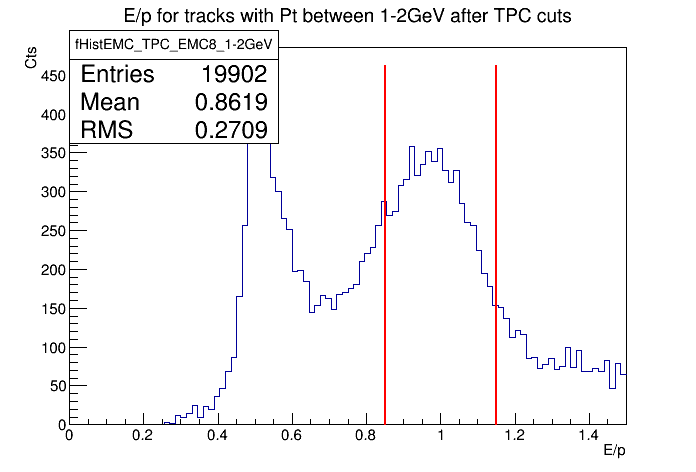 E/p for tracks with Pt between 1-2GeV after TPC cuts
fHistEMC_TPC_EMC8_1-2GeV
Entries 19902
Mean 0.8619
RMS 0.2709
Cts
450
400
350
300
250
200
150
100
50
0
0 0.2 0.4 0.6 0.8 1 1.2 1.4
E/p